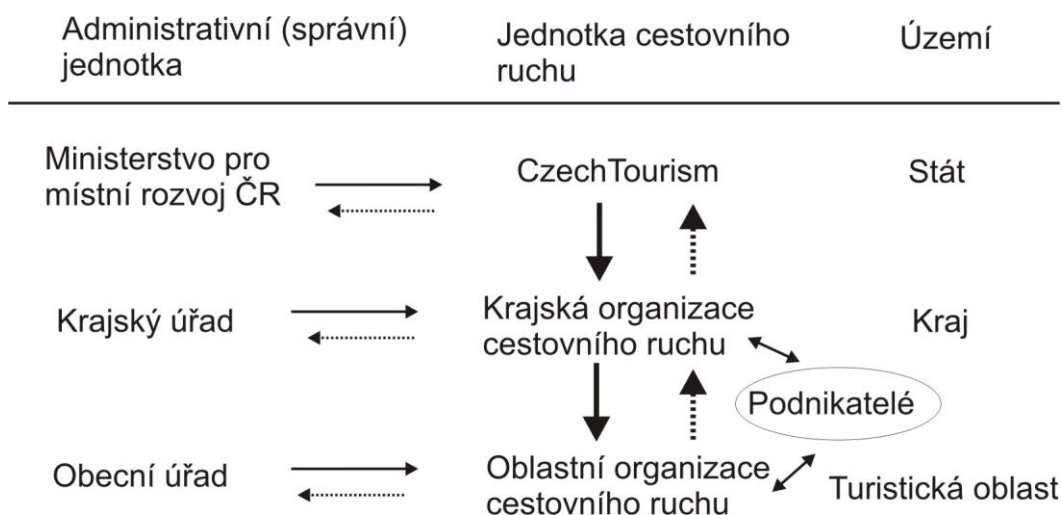 Administrativní (správní)
jednotka
Jednotka cestovního
ruchu
Území
Ministerstvo pro
místní rozvoj ČR
CzechTourism
Stát
Krajský úřad
Krajská organizace
cestovního ruchu
Kraj
Podnikatelé
Obecní úřad
Oblastní organizace
cestovního ruchu
Turistická oblast